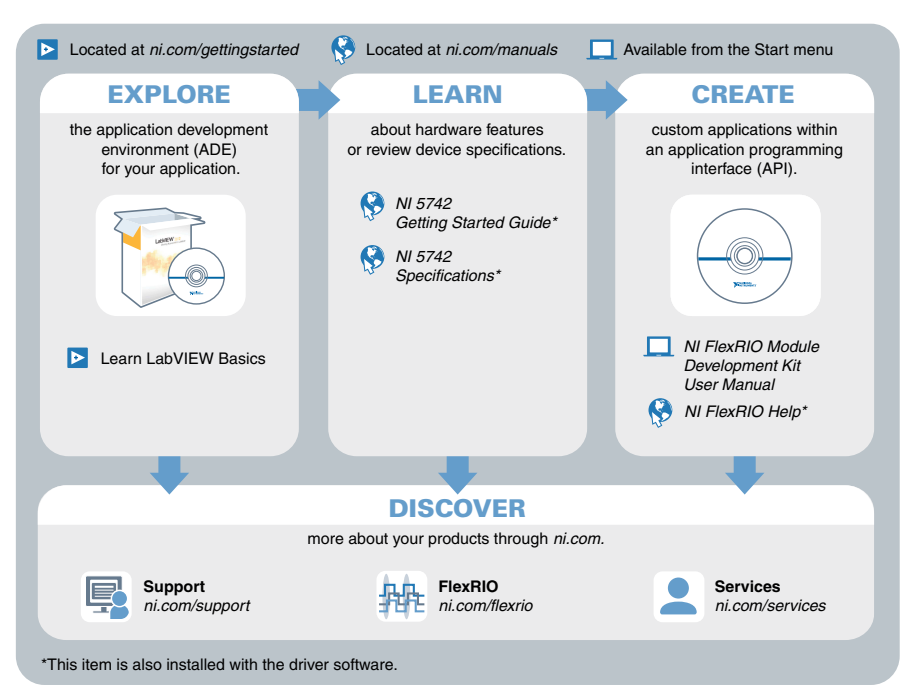 Located at ni.com/gettingstarted
Located at ni.com/manuals
Available from the Start menu
EXPLORE
the application development
environment (ADE)
for your application.
LabVIEW
Learn LabVIEW Basics
LEARN
about hardware features
or review device specifications.
NI 5742
Getting Started Guide*
NI 5742
Specifications*
CREATE
custom applications within
an application programming
interface (API).
NI FlexRIO Module
Development Kit
User Manual
NI FlexRIO Help*
DISCOVER
more about your products through ni.com.
Support
ni.com/support
FlexRIO
ni.com/flexrio
Services
ni.com/services
*This item is also installed with the driver software.